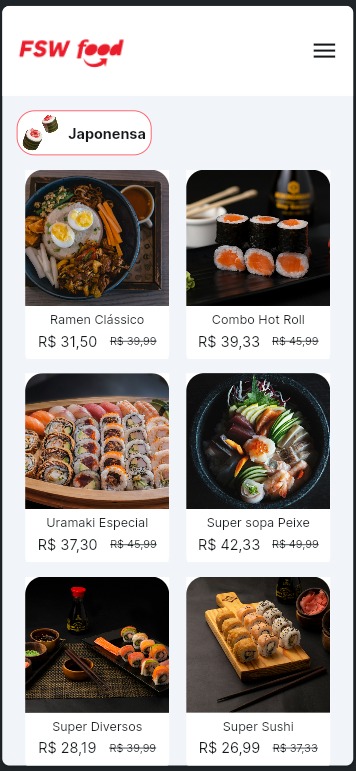 FSW food
Japonensa
Ramen Clássico
R$ 31,50 R$ 39,99
Combo Hot Roll
R$ 39,33 R$ 45,99
Uramaki Especial
R$ 37,30 R$ 45,99
Super sopa Peixe
R$ 42,33 R$ 49,99
Super Diversos
R$ 28,19 R$ 39,99
Super Sushi
R$ 26,99 R$ 37,33